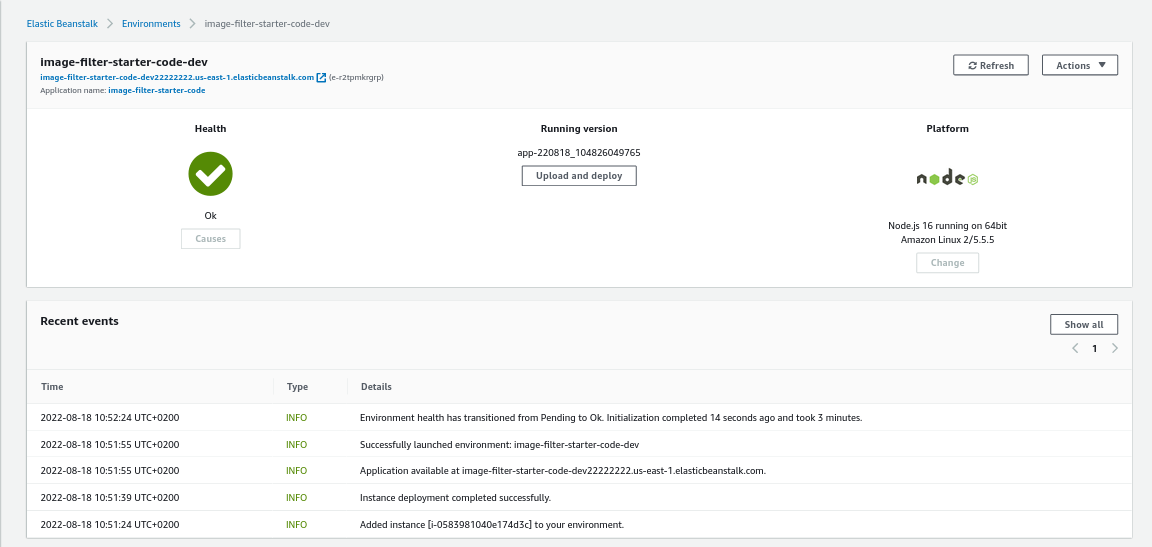 Elastic Beanstalk > Environments > image-filter-starter-code-dev
image-filter-starter-code-dev
image-filter-starter-code-dev22222222.us-east-1.elasticbeanstalk.com (e-r2tpmkrgrp)
Application name: image-filter-starter-code
Refresh
Actions
Health
Ok
Causes
Running version
app-220818_104826049765
Upload and deploy
Platform
node
JS
Node.js 16 running on 64bit
Amazon Linux 2/5.5.5
Change
Recent events
Show all
< 1 >
Time Type Details
2022-08-18 10:52:24 UTC+0200 INFO Environment health has transitioned from Pending to Ok. Initialization completed 14 seconds ago and took 3 minutes.
2022-08-18 10:51:55 UTC+0200 INFO Successfully launched environment: image-filter-starter-code-dev
2022-08-18 10:51:55 UTC+0200 INFO Application available at image-filter-starter-code-dev22222222.us-east-1.elasticbeanstalk.com.
2022-08-18 10:51:39 UTC+0200 INFO Instance deployment completed successfully.
2022-08-18 10:51:24 UTC+0200 INFO Added instance [i-0583981040e174d3c] to your environment.